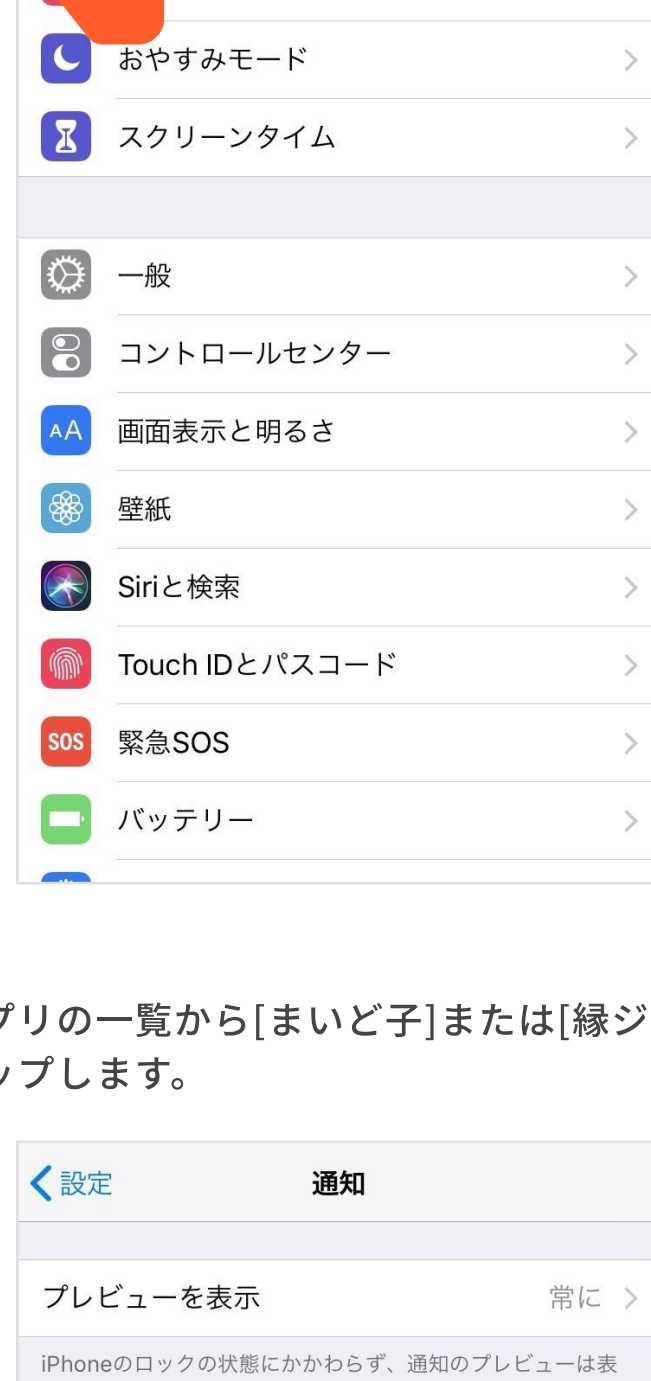 おやすみモード
スクリーンタイム
一般
コントロールセンター
AA 画面表示と明るさ
壁紙
Siriと検索
Touch IDとパスコード
SOS 緊急SOS
バッテリー
プリの一覧から[まいど子]または[縁ジ
ップします。
設定 通知
プレビューを表示 常に
iPhoneのロックの状態にかかわらず、通知のプレビューは表